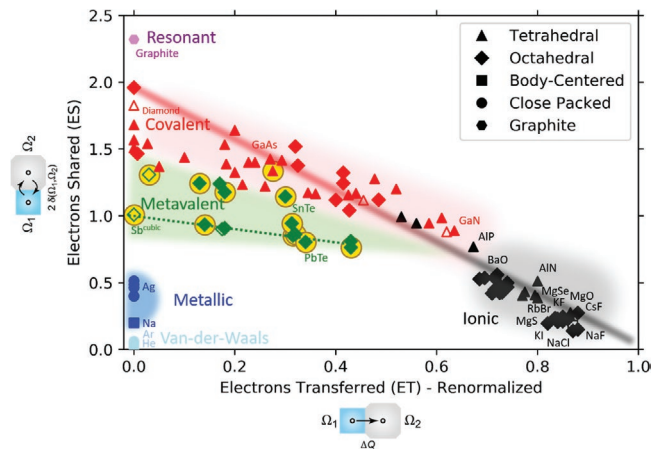 Resonant
Graphite
Diamond
Covalent
GaAs
Metavalent
SnTe
Sb cubic
PbTe
GaN
AlP
BaO
AlN
MgSe
MgO
KF
RbBr
CsF
MgS
KI
NaCl
NaF
Ionic
Metallic
Ag
Na
Ar
He
Van-der-Waals
Tetrahedral
Octahedral
Body-Centered
Close Packed
Graphite
2.5
2.0
1.5
1.0
0.5
0.0
0.0 0.2 0.4 0.6 0.8 1.0
Electrons Shared (ES)
Electrons Transferred (ET) - Renormalized
Ω2
Ω1
2 δ(Ω1,Ω2)
Ω1 Ω2
ΔQ